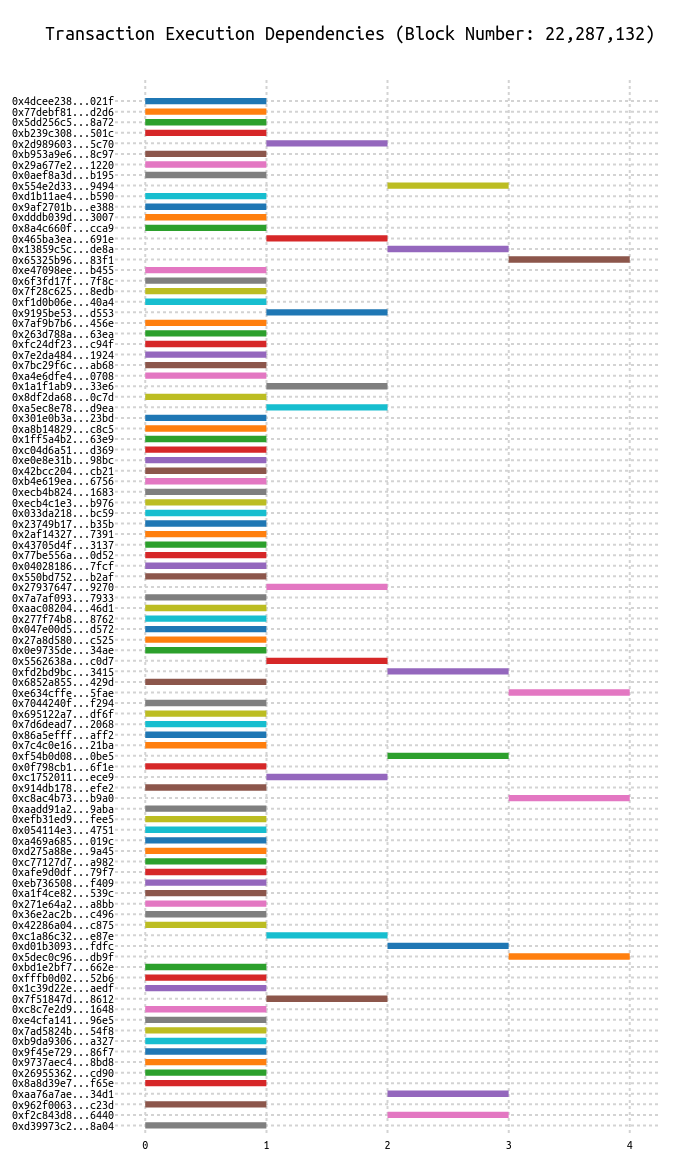 Transaction Execution Dependencies (Block Number: 22,287,132)
0x4dcee238...021f
0x77debf81...d2d6
0x5dd256c5...8a72
0xb239c308...501c
0x2d989603...5c70
0xb953a9e6...8c97
0x29a677e2...1220
0x0aef8a3d...b195
0x554e2d33...9494
0xd1b11ae4...b590
0x9af2701b...e388
0xdddb039d...3007
0x8a4c660f...cca9
0x465ba3ea...691e
0x13859c5c...de8a
0x65325b96...83f1
0xe47098ee...b455
0x6f3fd17f...7f8c
0x7f28c625...8edb
0xf1d0b06e...40a4
0x9195be53...d553
0x7af9b7b6...456e
0x263d788a...63ea
0xfc24df23...c94f
0x7e2da484...1924
0x7bc29f6c...ab68
0xa4e6dfe4...0708
0x1a1f1ab9...33e6
0x8df2da68...0c7d
0xa5ec8e78...d9ea
0x301e0b3a...23bd
0xa8b14829...c8c5
0x1ff5a4b2...63e9
0xc04d6a51...d369
0xe0e8e31b...98bc
0x42bcc204...cb21
0xb4e619ea...6756
0xecb4b824...1683
0xecb4c1e3...b976
0x033da218...bc59
0x23749b17...b35b
0x2af14327...7391
0x43705d4f...3137
0x77be556a...0d52
0x04028186...7fcf
0x550bd752...b2af
0x27937647...9270
0x7a7af093...7933
0xaac08204...46d1
0x277f74b8...8762
0x047e00d5...d572
0x27a8d580...c525
0x0e9735de...34ae
0x5562638a...c0d7
0xfd2bd9bc...3415
0x6852a855...429d
0xe634cffe...5fae
0x7044240f...f294
0x695122a7...df6f
0x7d6dead7...2068
0x86a5efff...aff2
0x7c4c0e16...21ba
0xf54b0d08...0be5
0x0f798cb1...6f1e
0xc1752011...ece9
0x914db178...efe2
0xc8ac4b73...b9a0
0xaadd91a2...9aba
0xefb31ed9...fee5
0x054114e3...4751
0xa469a685...019c
0xd275a88e...9a45
0xc77127d7...a982
0xafe9d0df...79f7
0xeb736508...f409
0xa1f4ce82...539c
0x271e64a2...a8bb
0x36e2ac2b...c496
0x42286a04...c875
0xc1a86c32...e87e
0xd01b3093...fdfc
0x5dec0c96...db9f
0xbd1e2bf7...662e
0xfffb0d02...52b6
0x1c39d22e...aedf
0x7f51847d...8612
0xc8c7e2d9...1648
0xe4cfa141...96e5
0x7ad5824b...54f8
0xb9da9306...a327
0x9f45e729...86f7
0x9737aec4...8bd8
0x26955362...cd90
0x8a8d39e7...f65e
0xaa76a7ae...34d1
0x962f0063...c23d
0xf2c843d8...6440
0xd39973c2...8a04
0 1 2 3 4